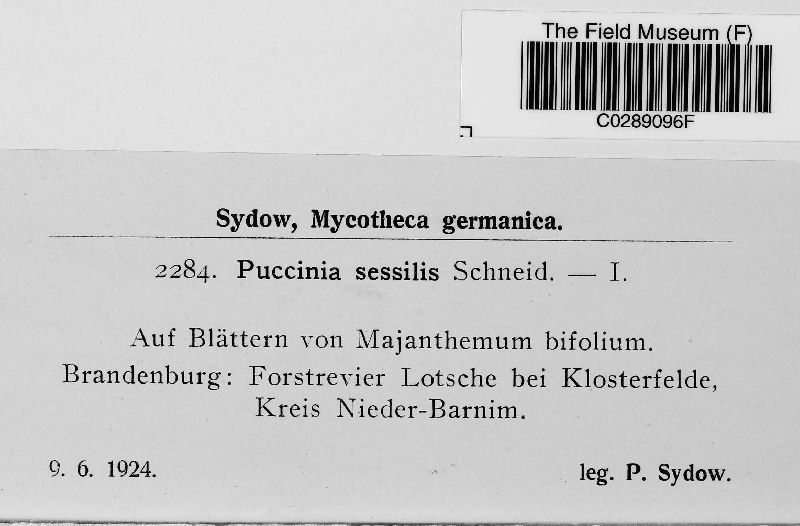 The Field Museum (F)
C0289096F
Sydow, Mycotheca germanica.
2284. Puccinia sessilis Schneid. — I.
Auf Blättern von Majanthemum bifolium.
Brandenburg: Forstrevier Lotsche bei Klosterfelde,
Kreis Nieder-Barnim.
9. 6. 1924. leg. P. Sydow.